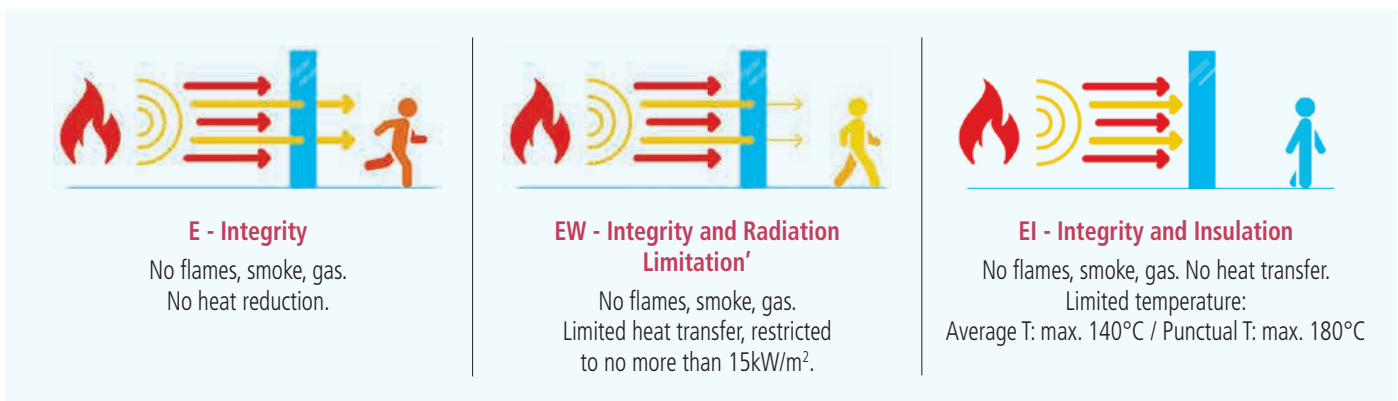 E - Integrity
No flames, smoke, gas.
No heat reduction.
EW - Integrity and Radiation
Limitation’
No flames, smoke, gas.
Limited heat transfer, restricted
to no more than 15kW/m².
EI - Integrity and Insulation
No flames, smoke, gas. No heat transfer.
Limited temperature:
Average T: max. 140°C / Punctual T: max. 180°C